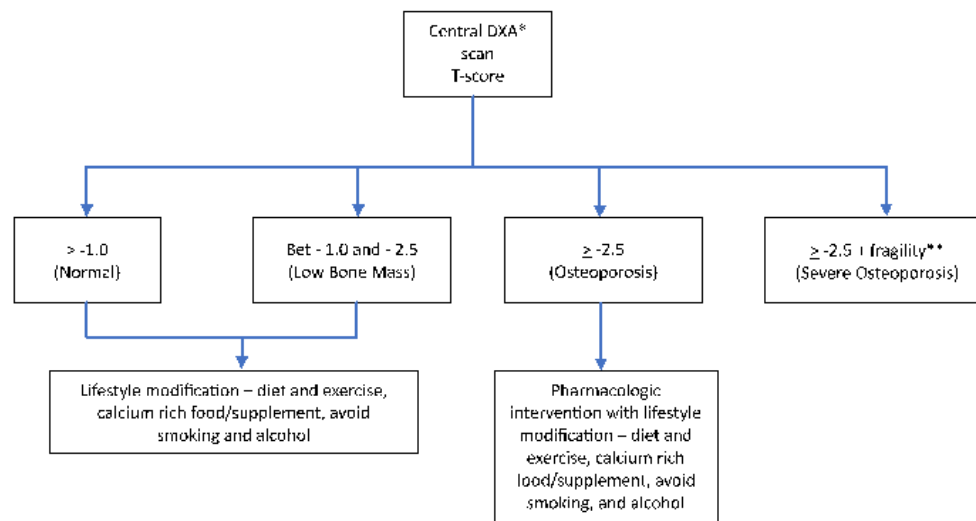 Central DXA*
scan
T-score
> -1.0
(Normal)
Bet - 1.0 and - 2.5
(Low Bone Mass)
≥ -2.5
(Osteoporosis)
≥ -2.5 + fragility**
(Severe Osteoporosis)
Lifestyle modification – diet and exercise,
calcium rich food/supplement, avoid
smoking and alcohol
Pharmacologic
intervention with lifestyle
modification – diet and
exercise, calcium rich
food/supplement, avoid
smoking, and alcohol